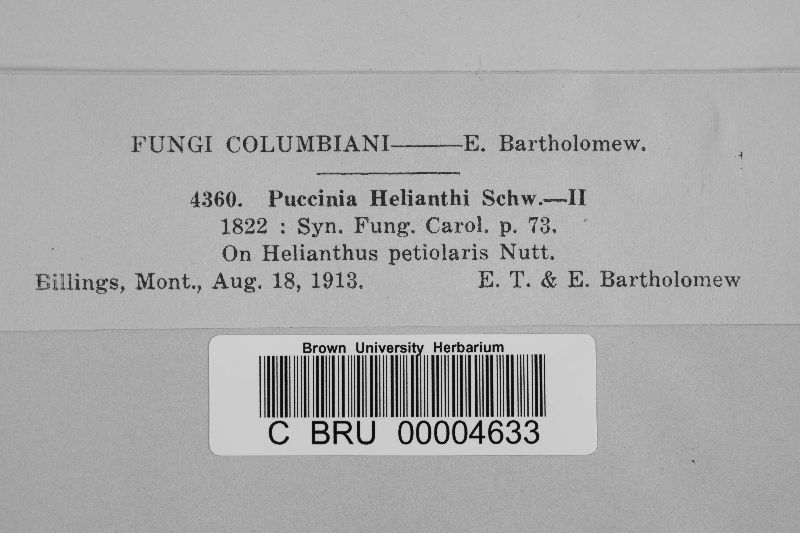 FUNGI COLUMBIANI——E. Bartholomew.
4360. Puccinia Helianthi Schw.—II
1822 : Syn. Fung. Carol. p. 73.
On Helianthus petiolaris Nutt.
Billings, Mont., Aug. 18, 1913. E. T. & E. Bartholomew
Brown University Herbarium
C BRU 00004633